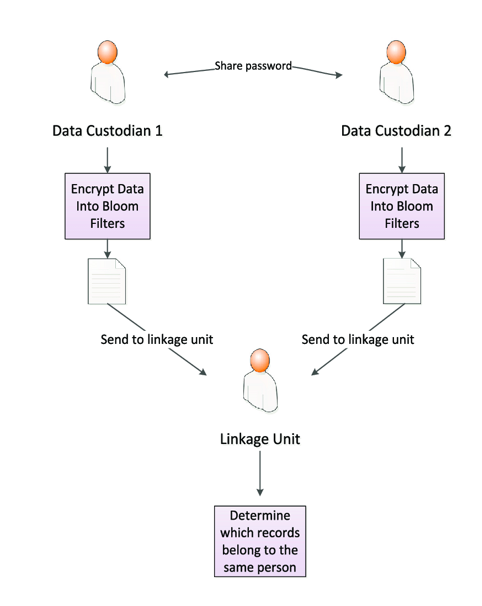 Share password
Data Custodian 1
Data Custodian 2
Encrypt Data
Into Bloom
Filters
Encrypt Data
Into Bloom
Filters
Send to linkage unit
Send to linkage unit
Linkage Unit
Determine
which records
belong to the
same person